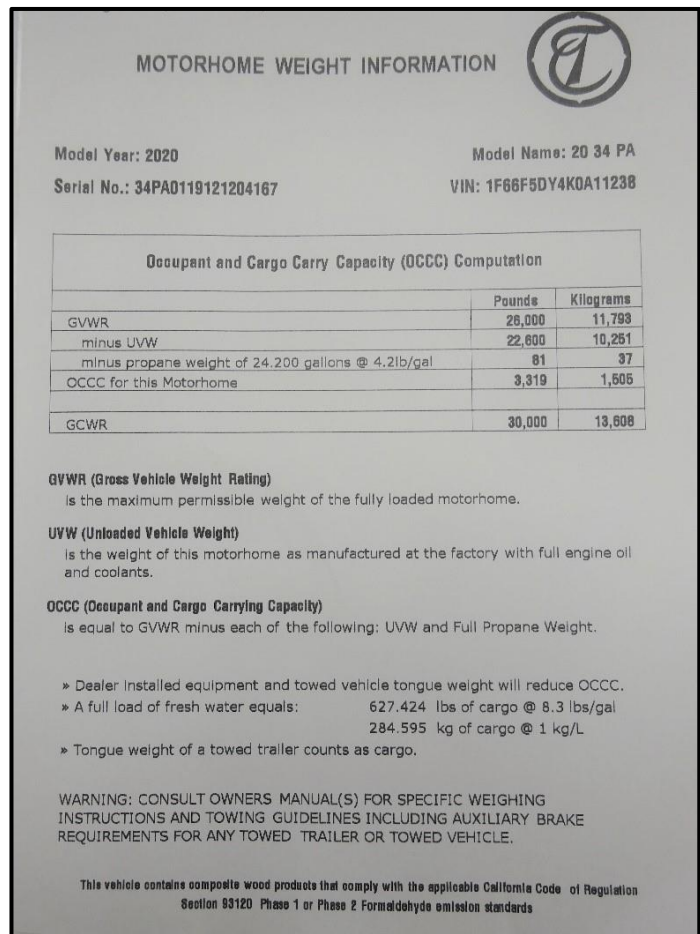 MOTORHOME WEIGHT INFORMATION
Model Year: 2020 Model Name: 20 34 PA
Serial No.: 34PA0119121204167 VIN: 1F66F5DY4K0A11238
Occupant and Cargo Carry Capacity (OCCC) Computation
Pounds Kilograms
GVWR 26,000 11,793
minus UVW 22,600 10,251
minus propane weight of 24.200 gallons @ 4.2lb/gal 81 37
OCCC for this Motorhome 3,319 1,505
GCWR 30,000 13,608
GVWR (Gross Vehicle Weight Rating)
is the maximum permissible weight of the fully loaded motorhome.
UVW (Unloaded Vehicle Weight)
is the weight of this motorhome as manufactured at the factory with full engine oil
and coolants.
OCCC (Occupant and Cargo Carrying Capacity)
is equal to GVWR minus each of the following: UVW and Full Propane Weight.
» Dealer installed equipment and towed vehicle tongue weight will reduce OCCC.
» A full load of fresh water equals: 627.424 lbs of cargo @ 8.3 lbs/gal
284.595 kg of cargo @ 1 kg/L
» Tongue weight of a towed trailer counts as cargo.
WARNING: CONSULT OWNERS MANUAL(S) FOR SPECIFIC WEIGHING
INSTRUCTIONS AND TOWING GUIDELINES INCLUDING AUXILIARY BRAKE
REQUIREMENTS FOR ANY TOWED TRAILER OR TOWED VEHICLE.
This vehicle contains composite wood products that comply with the applicable California Code of Regulation
Section 93120 Phase 1 or Phase 2 Formaldehyde emission standards